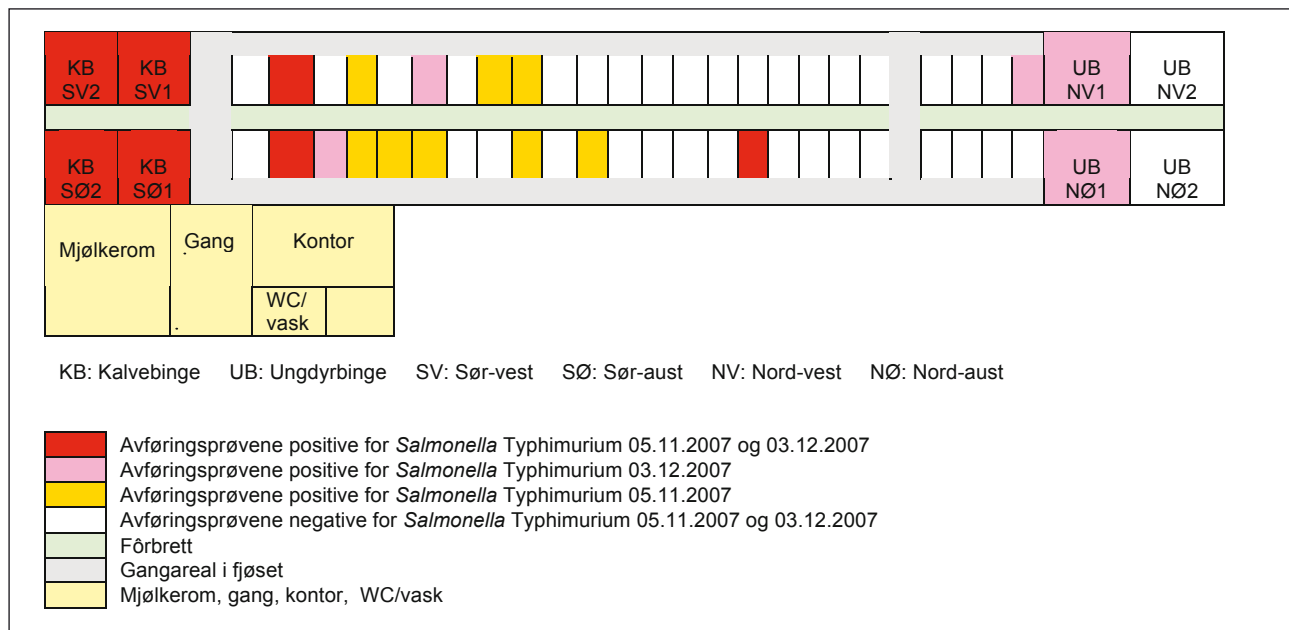 KB SV2
KB SV1
UB NV1
UB NV2
KB SØ2
KB SØ1
UB NØ1
UB NØ2
Mjølkerom
Gang
Kontor
WC/
vask
KB: Kalvebinge UB: Ungdyrbinge SV: Sør-vest SØ: Sør-aust NV: Nord-vest NØ: Nord-aust
Avføringsprøvene positive for Salmonella Typhimurium 05.11.2007 og 03.12.2007
Avføringsprøvene positive for Salmonella Typhimurium 03.12.2007
Avføringsprøvene positive for Salmonella Typhimurium 05.11.2007
Avføringsprøvene negative for Salmonella Typhimurium 05.11.2007 og 03.12.2007
Fôrbrett
Gangareal i fjøset
Mjølkerom, gang, kontor, WC/vask